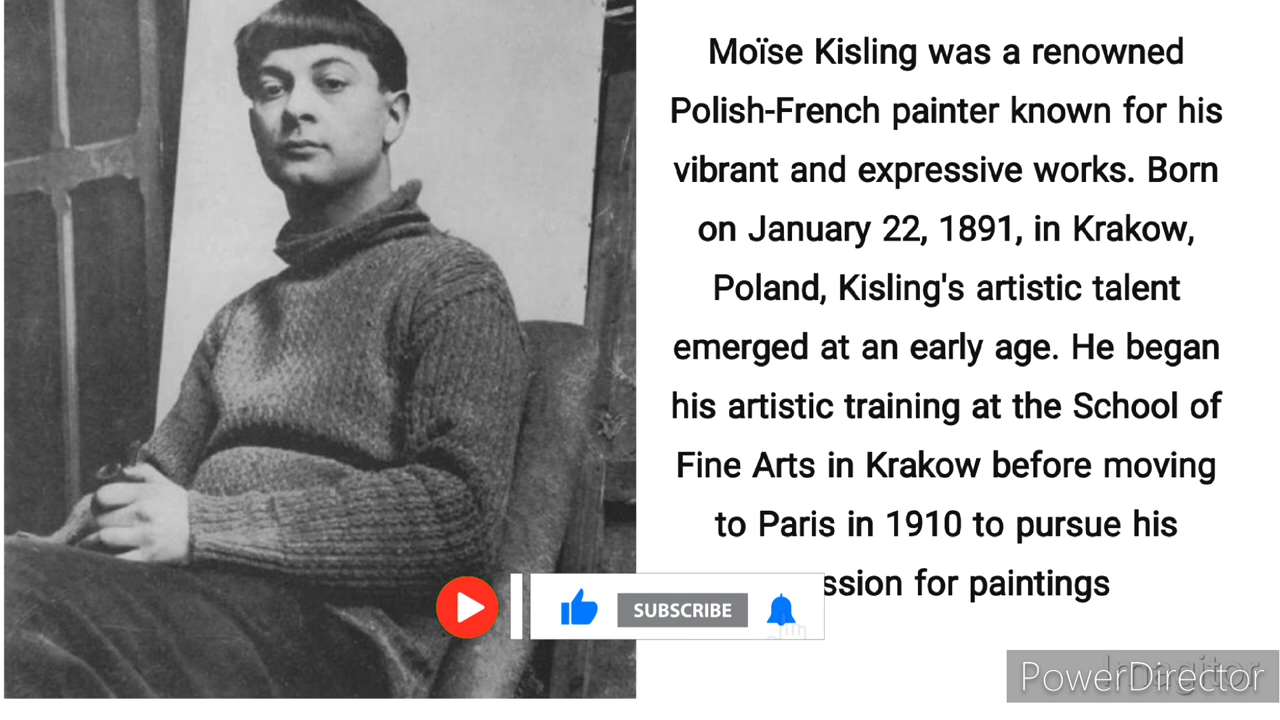 Moïse Kisling was a renowned
Polish-French painter known for his
vibrant and expressive works. Born
on January 22, 1891, in Krakow,
Poland, Kisling's artistic talent
emerged at an early age. He began
his artistic training at the School of
Fine Arts in Krakow before moving
to Paris in 1910 to pursue his
for paintings
SUBSCRIBE
PowerDirector